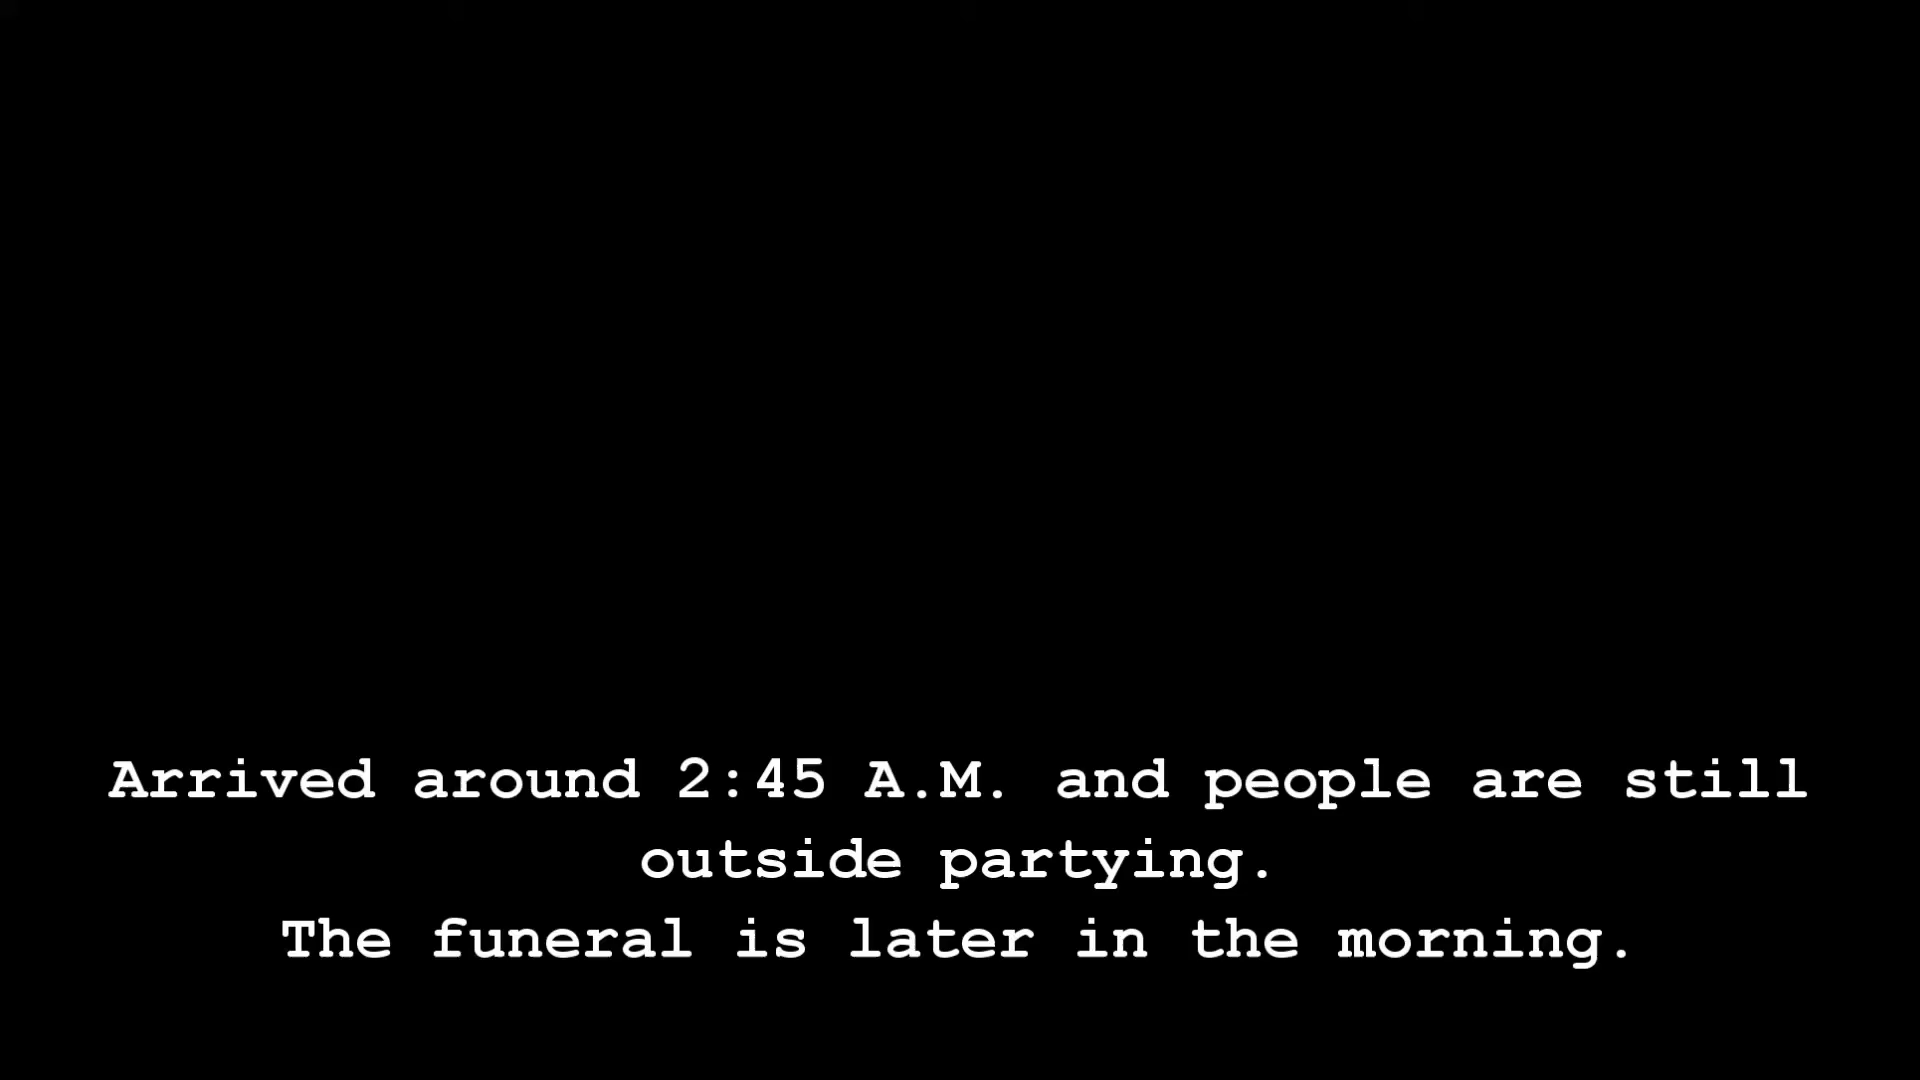 Arrived around 2:45 A.M. and people are still
outside partying.
The funeral is later in the morning.